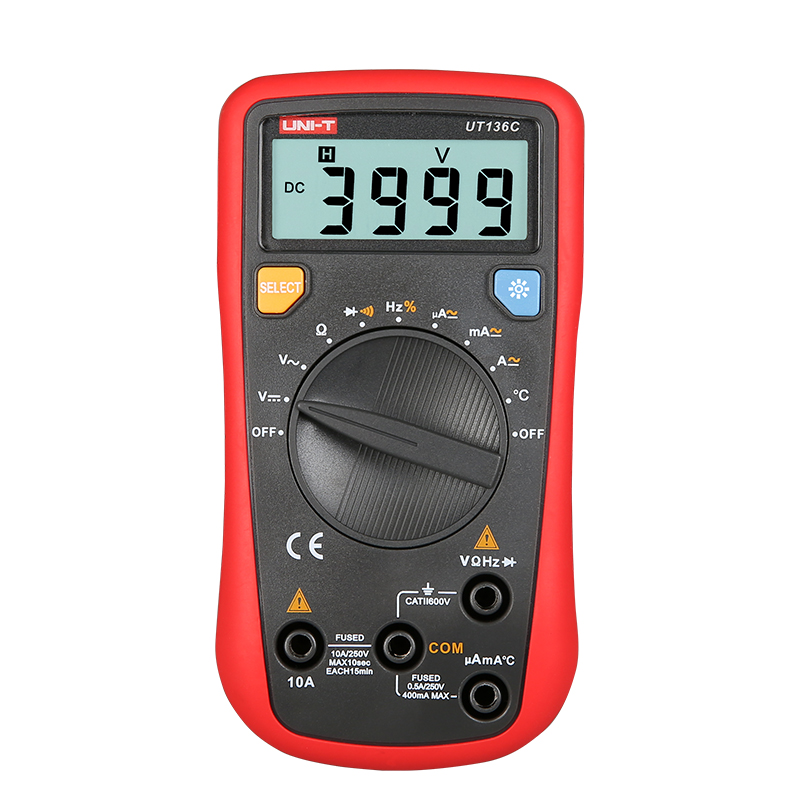 UNI-T UT136C
H V
DC 3999
SELECT
Hz%
µA≂
mA≂
A≂
Ω
V~
V⎓
°C
OFF
OFF
CE
VΩHz
CATII600V
FUSED
10A/250V
MAX10sec
EACH15min
10A
COM
µAmA°C
FUSED
0.5A/250V
400mA MAX